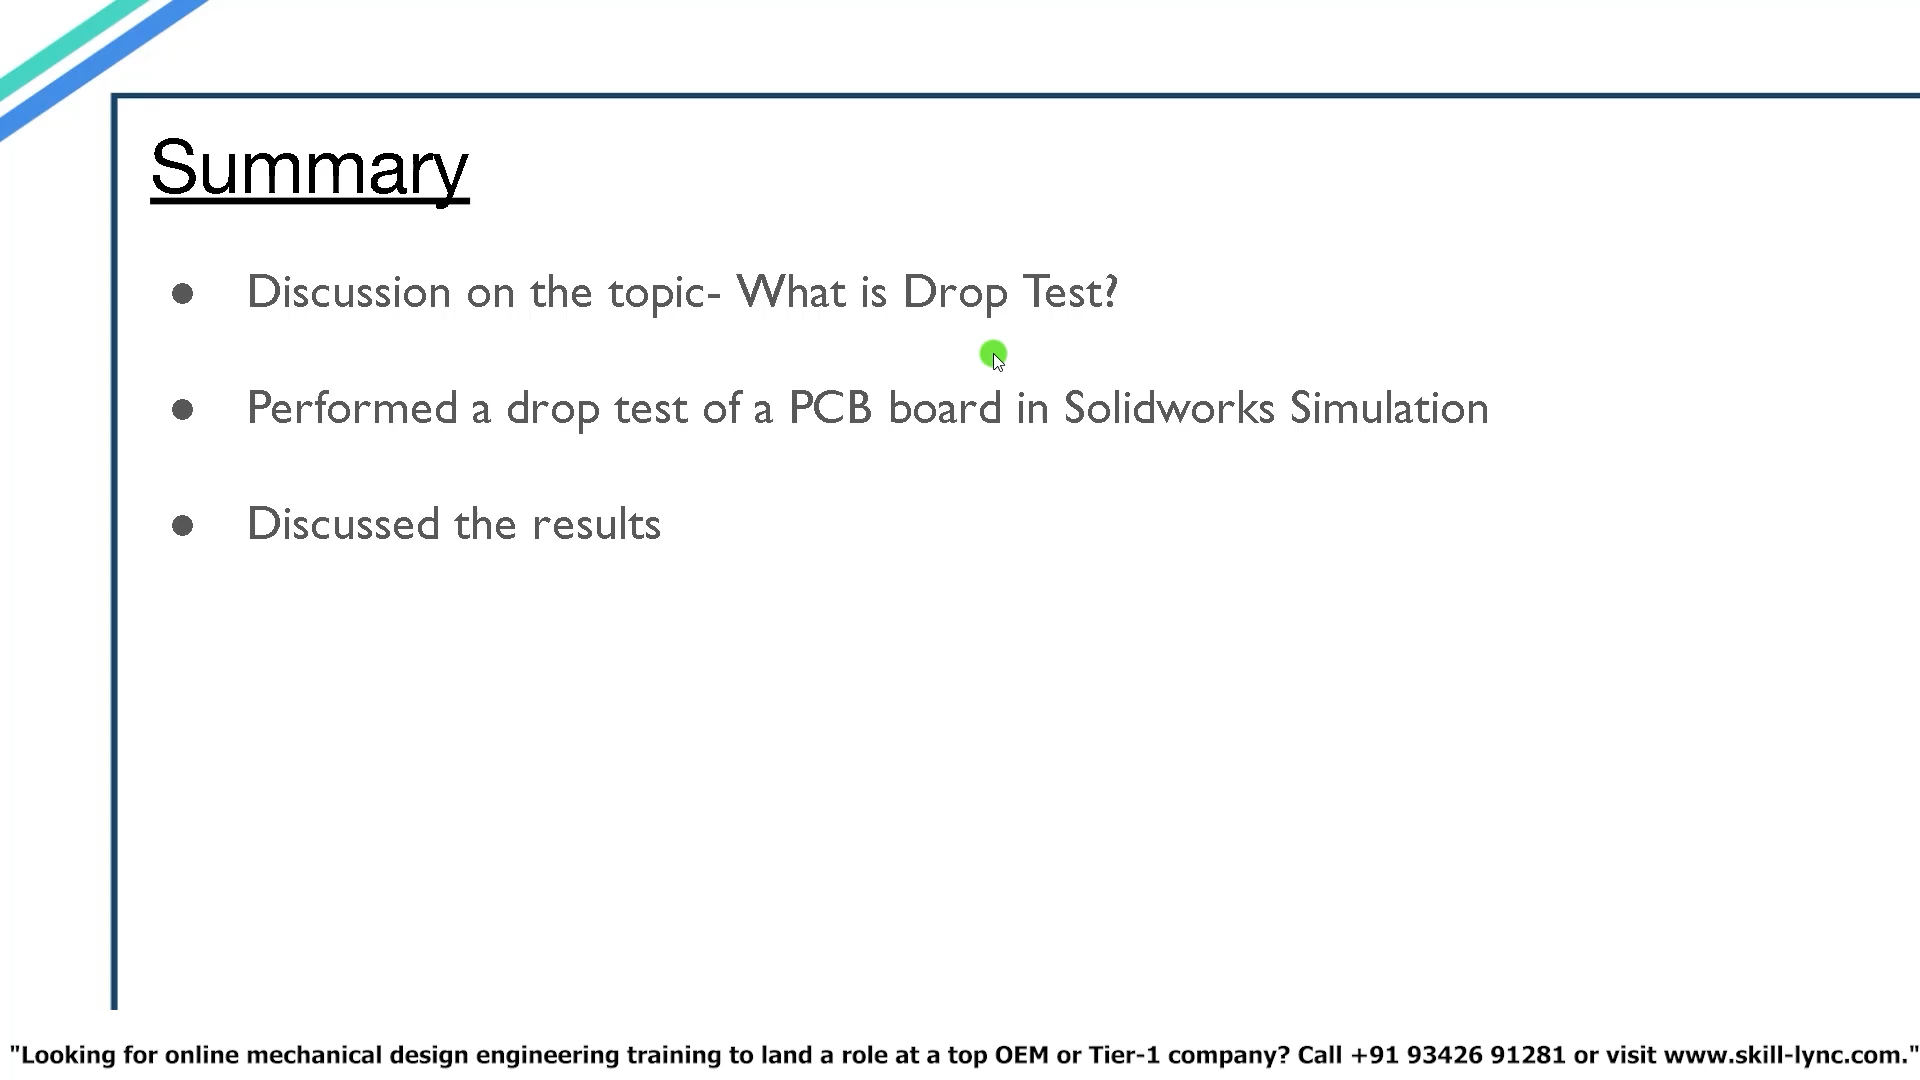 Summary
● Discussion on the topic- What is Drop Test?
● Performed a drop test of a PCB board in Solidworks Simulation
● Discussed the results
"Looking for online mechanical design engineering training to land a role at a top OEM or Tier-1 company? Call +91 93426 91281 or visit www.skill-lync.com."